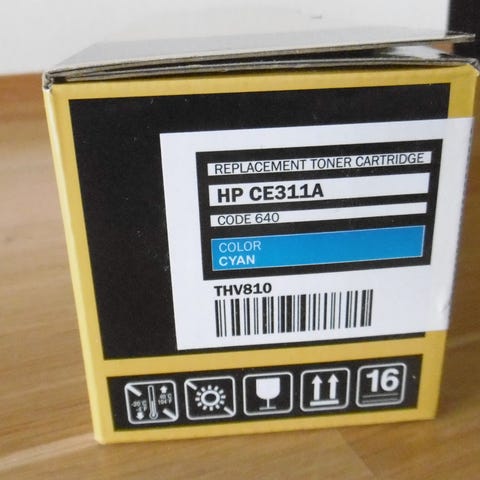 REPLACEMENT TONER CARTRIDGE
HP CE311A
CODE 640
COLOR
CYAN
THV810
16